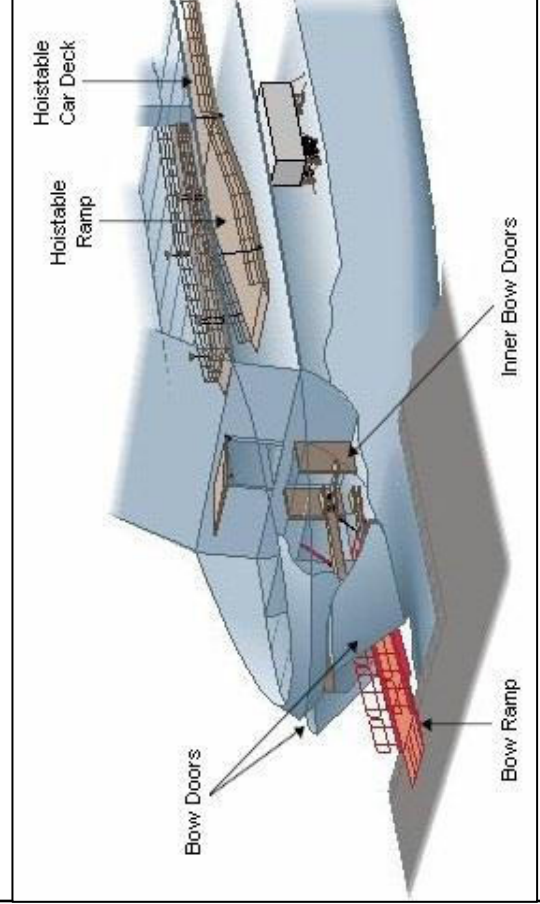 Hoistable
Car Deck
Hoistable
Ramp
Bow Doors
Inner Bow Doors
Bow Ramp